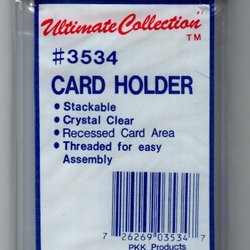 Ultimate Collection
TM
#3534
CARD HOLDER
• Stackable
• Crystal Clear
• Recessed Card Area
• Threaded for easy
Assembly
7 26269 03534 7
PKK Products